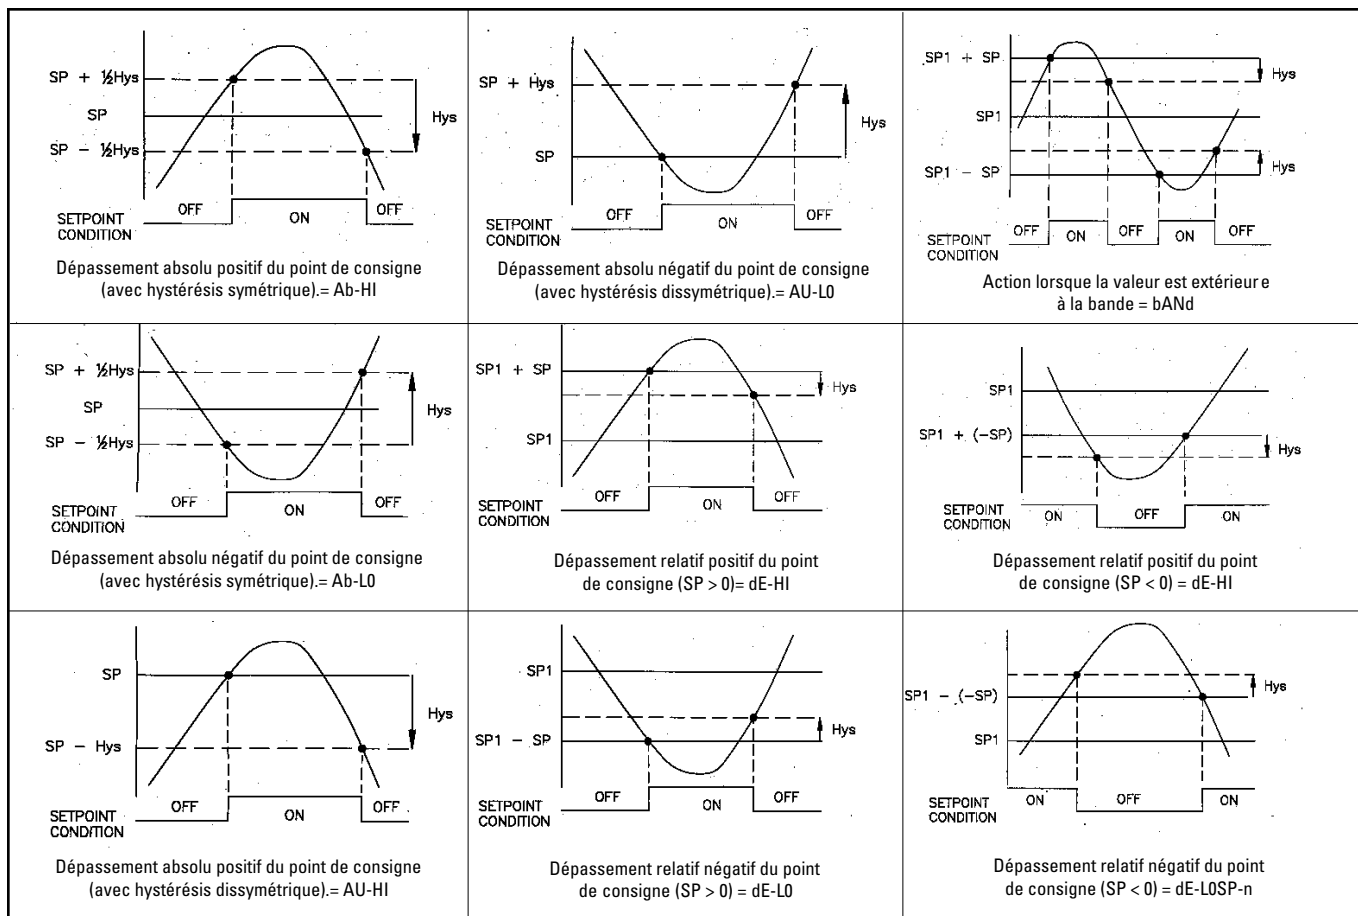 SP + ½Hys
SP
SP - ½Hys
Hys
OFF
ON
OFF
SETPOINT
CONDITION
Dépassement absolu positif du point de consigne
(avec hystérésis symétrique).= Ab-HI
SP + Hys
SP
Hys
OFF
ON
OFF
SETPOINT
CONDITION
Dépassement absolu négatif du point de consigne
(avec hystérésis dissymétrique).= AU-L0
SP1 + SP
Hys
SP1
SP1 - SP
Hys
OFF
ON
OFF
ON
OFF
SETPOINT
CONDITION
Action lorsque la valeur est extérieure
à la bande = bANd
SP + ½Hys
SP
SP - ½Hys
Hys
OFF
ON
OFF
SETPOINT
CONDITION
Dépassement absolu négatif du point de consigne
(avec hystérésis symétrique).= Ab-L0
SP1 + SP
Hys
SP1
OFF
ON
OFF
SETPOINT
CONDITION
Dépassement relatif positif du point
de consigne (SP > 0)= dE-HI
SP1
SP1 + (-SP)
Hys
ON
OFF
ON
SETPOINT
CONDITION
Dépassement relatif positif du point
de consigne (SP < 0) = dE-HI
SP
SP - Hys
Hys
OFF
ON
OFF
SETPOINT
CONDITION
Dépassement absolu positif du point de consigne
(avec hystérésis dissymétrique).= AU-HI
SP1
SP1 - SP
Hys
OFF
ON
OFF
SETPOINT
CONDITION
Dépassement relatif négatif du point
de consigne (SP > 0) = dE-L0
SP1 - (-SP)
Hys
SP1
ON
OFF
ON
SETPOINT
CONDITION
Dépassement relatif négatif du point
de consigne (SP < 0) = dE-L0SP-n